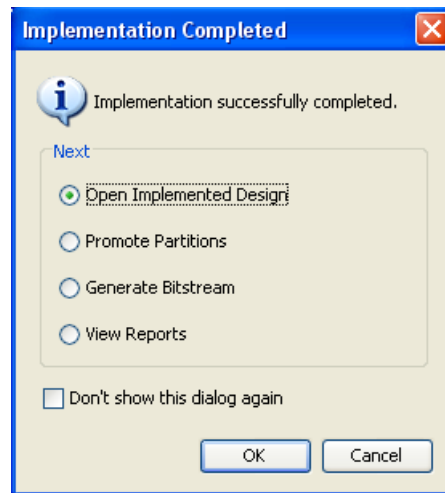 Implementation Completed
Implementation successfully completed.
Next
Open Implemented Design
Promote Partitions
Generate Bitstream
View Reports
Don't show this dialog again
OK Cancel